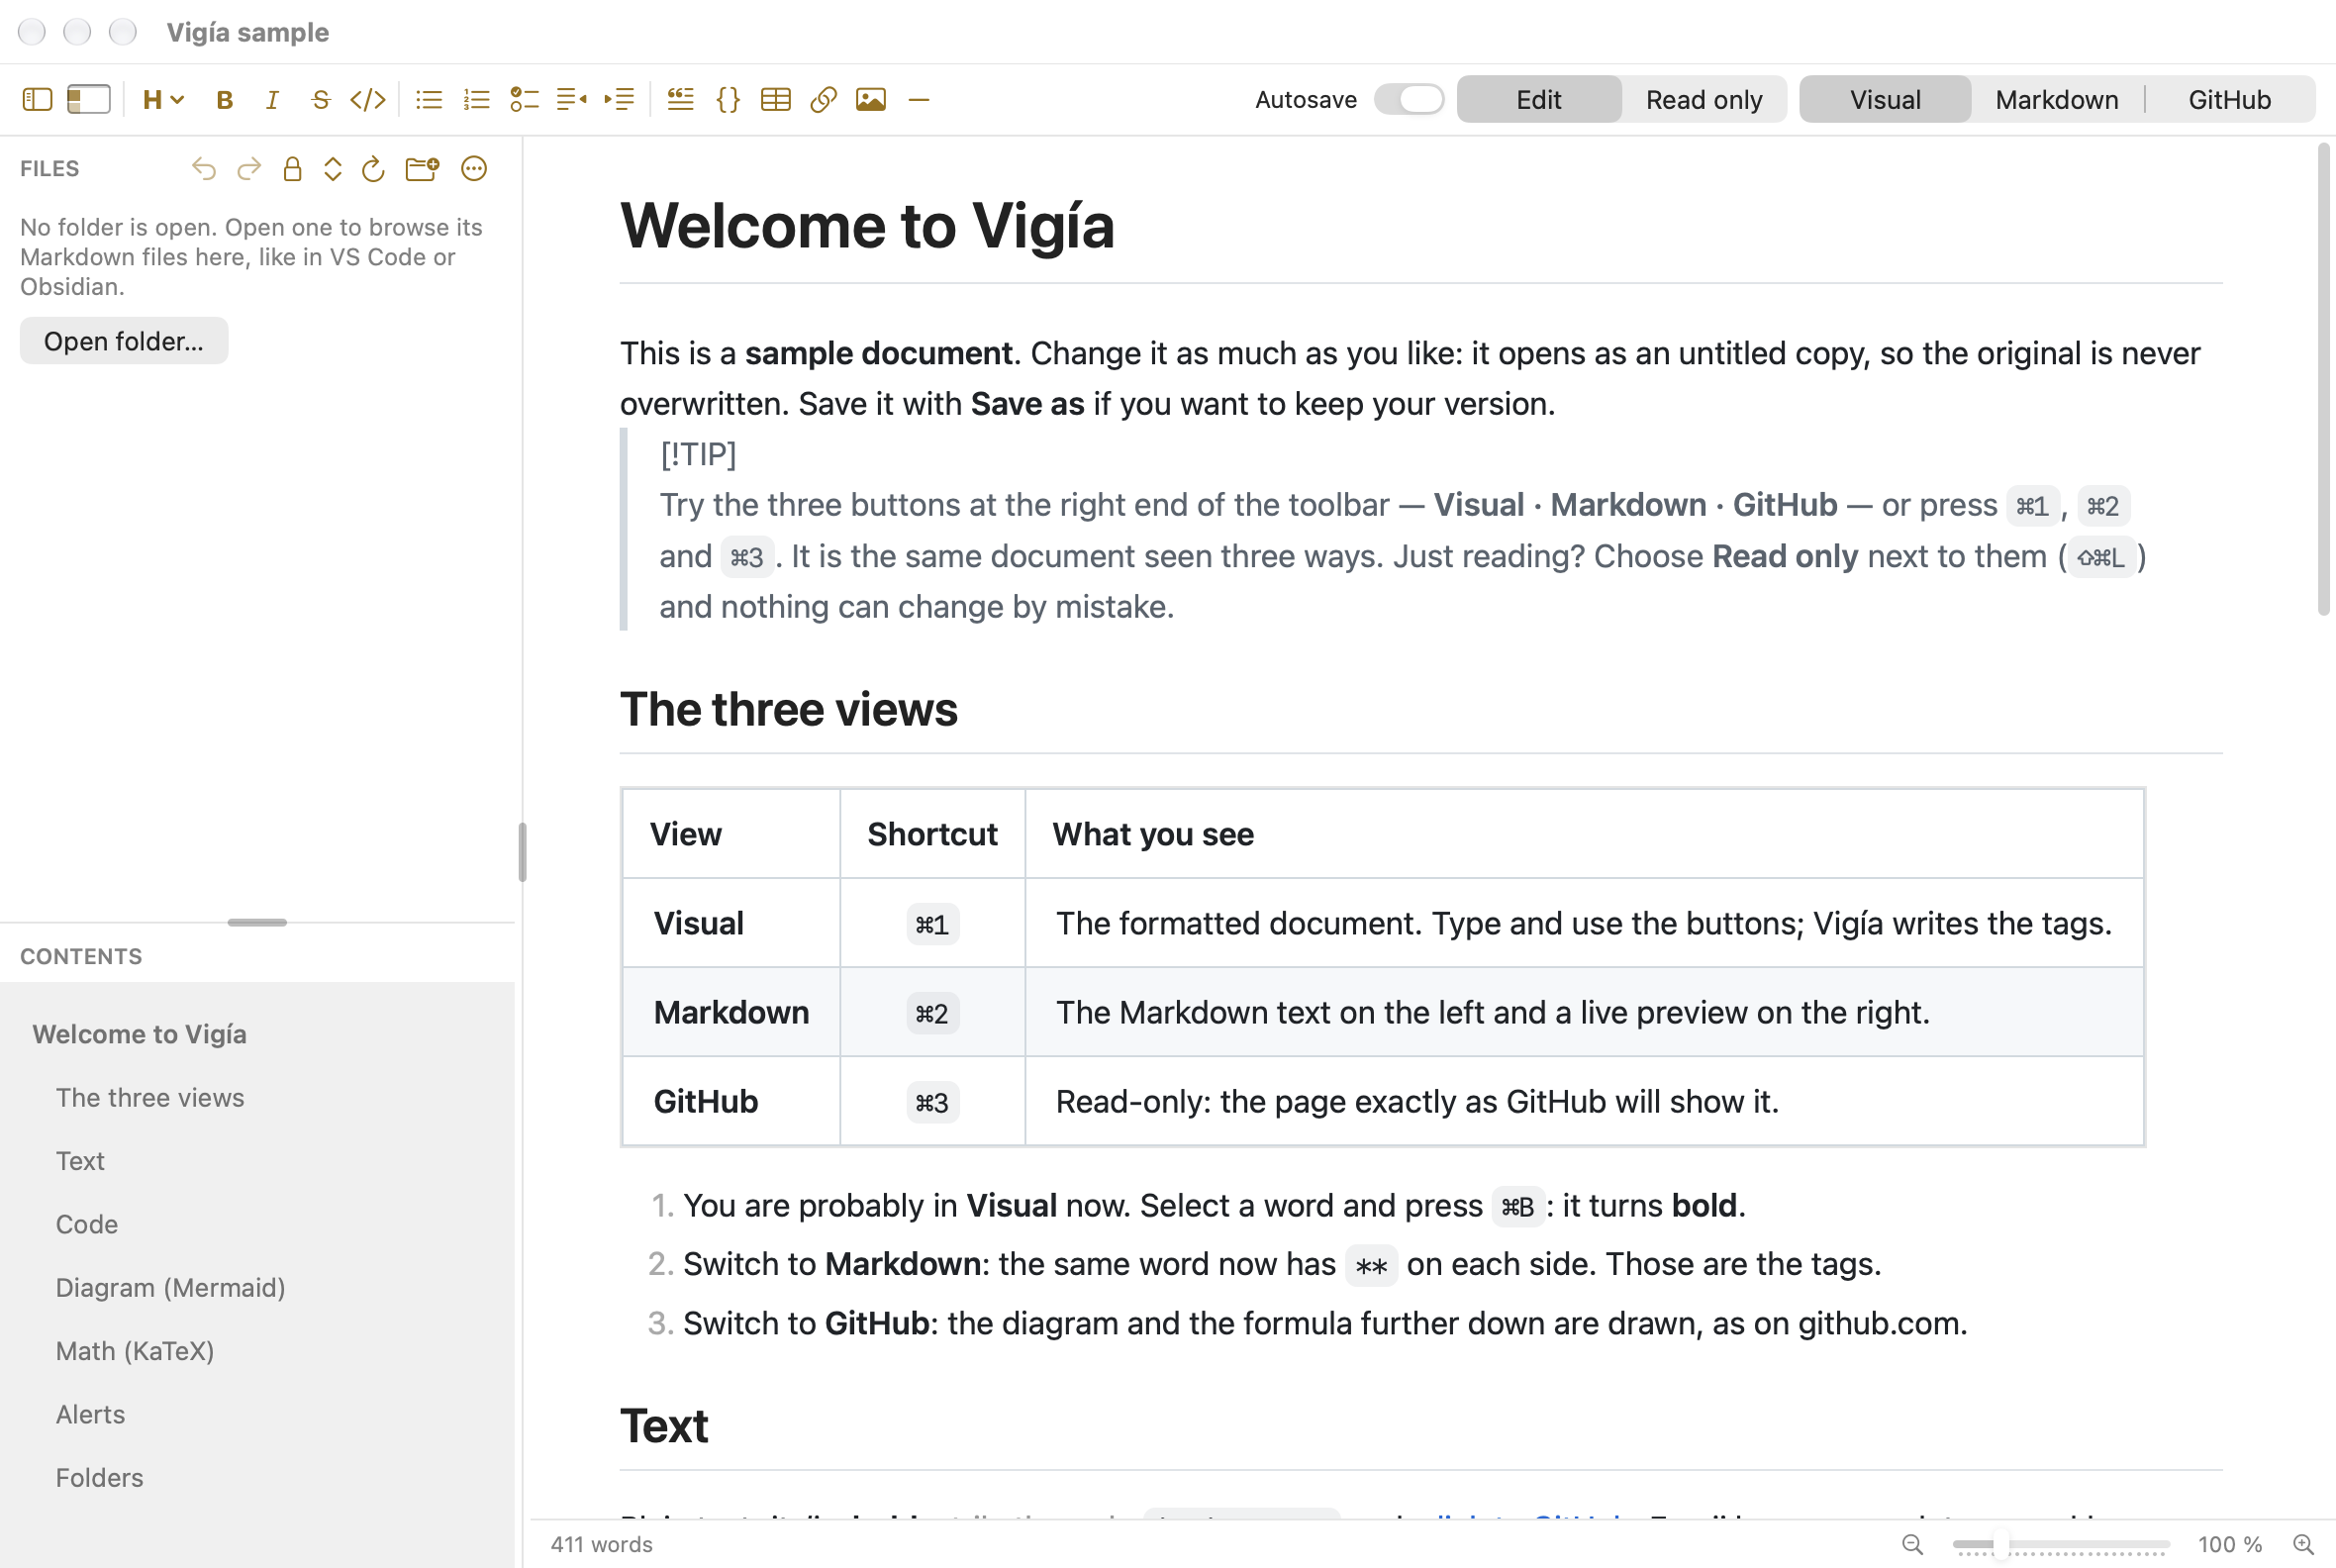 Vigía sample
H B I S </> Autosave Edit Read only Visual Markdown GitHub
FILES
No folder is open. Open one to browse its
Markdown files here, like in VS Code or
Obsidian.
Open folder...
CONTENTS
Welcome to Vigía
The three views
Text
Code
Diagram (Mermaid)
Math (KaTeX)
Alerts
Folders
Welcome to Vigía
This is a sample document. Change it as much as you like: it opens as an untitled copy, so the original is never
overwritten. Save it with Save as if you want to keep your version.
[!TIP]
Try the three buttons at the right end of the toolbar — Visual · Markdown · GitHub — or press ⌘1, ⌘2
and ⌘3. It is the same document seen three ways. Just reading? Choose Read only next to them (⇧⌘L)
and nothing can change by mistake.
The three views
View Shortcut What you see
Visual ⌘1 The formatted document. Type and use the buttons; Vigía writes the tags.
Markdown ⌘2 The Markdown text on the left and a live preview on the right.
GitHub ⌘3 Read-only: the page exactly as GitHub will show it.
1. You are probably in Visual now. Select a word and press ⌘B: it turns bold.
2. Switch to Markdown: the same word now has ** on each side. Those are the tags.
3. Switch to GitHub: the diagram and the formula further down are drawn, as on github.com.
Text
411 words 100 %